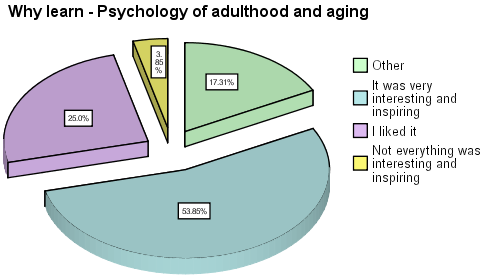 Why learn - Psychology of adulthood and aging
3.
85
%
17.31%
25.0%
53.85%
Other
It was very
interesting and
inspiring
I liked it
Not everything was
interesting and
inspiring